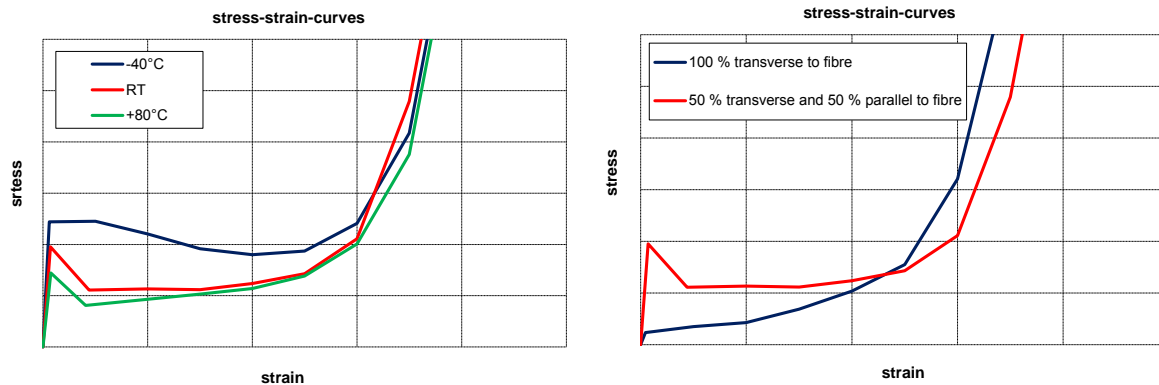 stress-strain-curves
-40°C
RT
+80°C
srtess
strain
stress-strain-curves
100 % transverse to fibre
50 % transverse and 50 % parallel to fibre
stress
strain